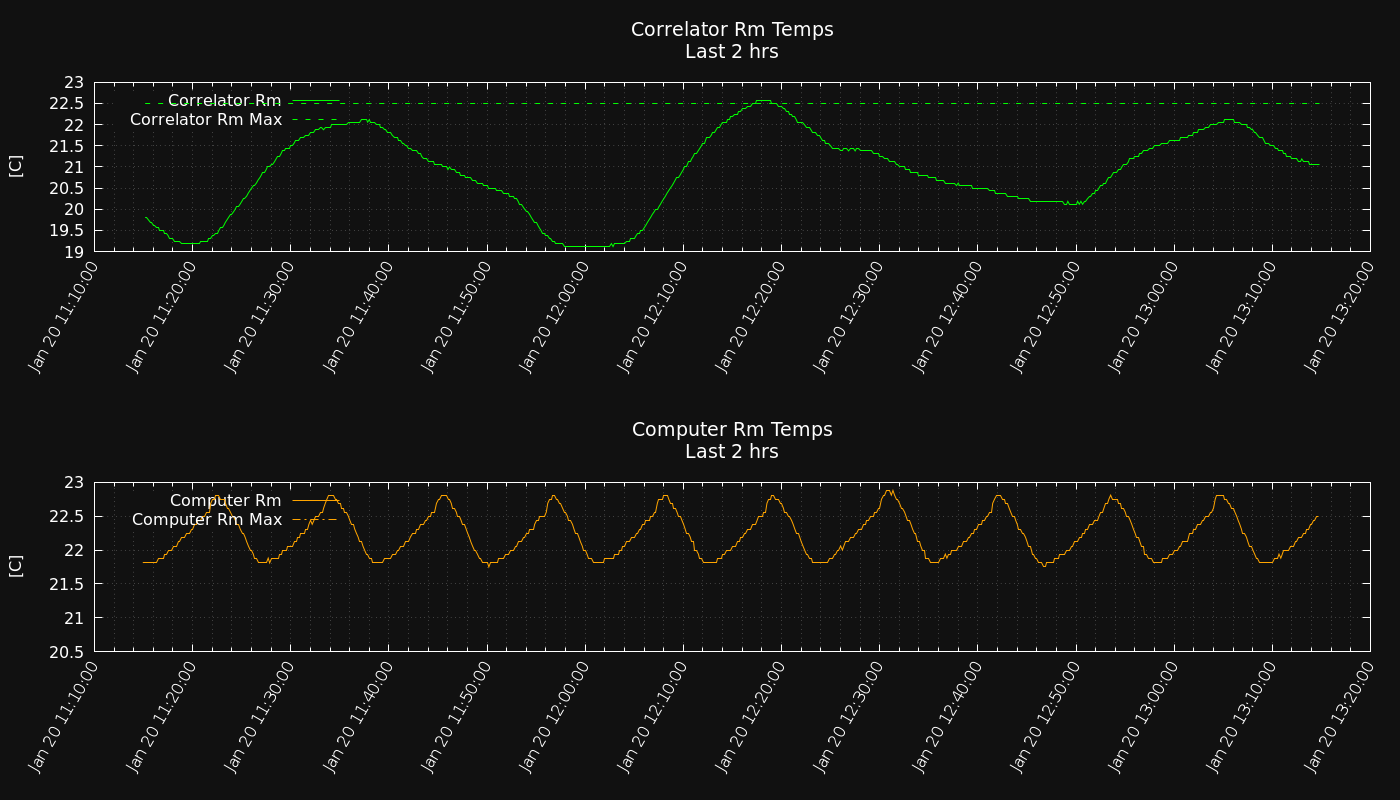 Correlator Rm Temps
Last 2 hrs
23
22.5
22
21.5
21
20.5
20
19.5
19
[C]
Correlator Rm
Correlator Rm Max
Jan 20 11:10:00
Jan 20 11:20:00
Jan 20 11:30:00
Jan 20 11:40:00
Jan 20 11:50:00
Jan 20 12:00:00
Jan 20 12:10:00
Jan 20 12:20:00
Jan 20 12:30:00
Jan 20 12:40:00
Jan 20 12:50:00
Jan 20 13:00:00
Jan 20 13:10:00
Jan 20 13:20:00
Computer Rm Temps
Last 2 hrs
23
22.5
22
21.5
21
20.5
[C]
Computer Rm
Computer Rm Max
Jan 20 11:10:00
Jan 20 11:20:00
Jan 20 11:30:00
Jan 20 11:40:00
Jan 20 11:50:00
Jan 20 12:00:00
Jan 20 12:10:00
Jan 20 12:20:00
Jan 20 12:30:00
Jan 20 12:40:00
Jan 20 12:50:00
Jan 20 13:00:00
Jan 20 13:10:00
Jan 20 13:20:00